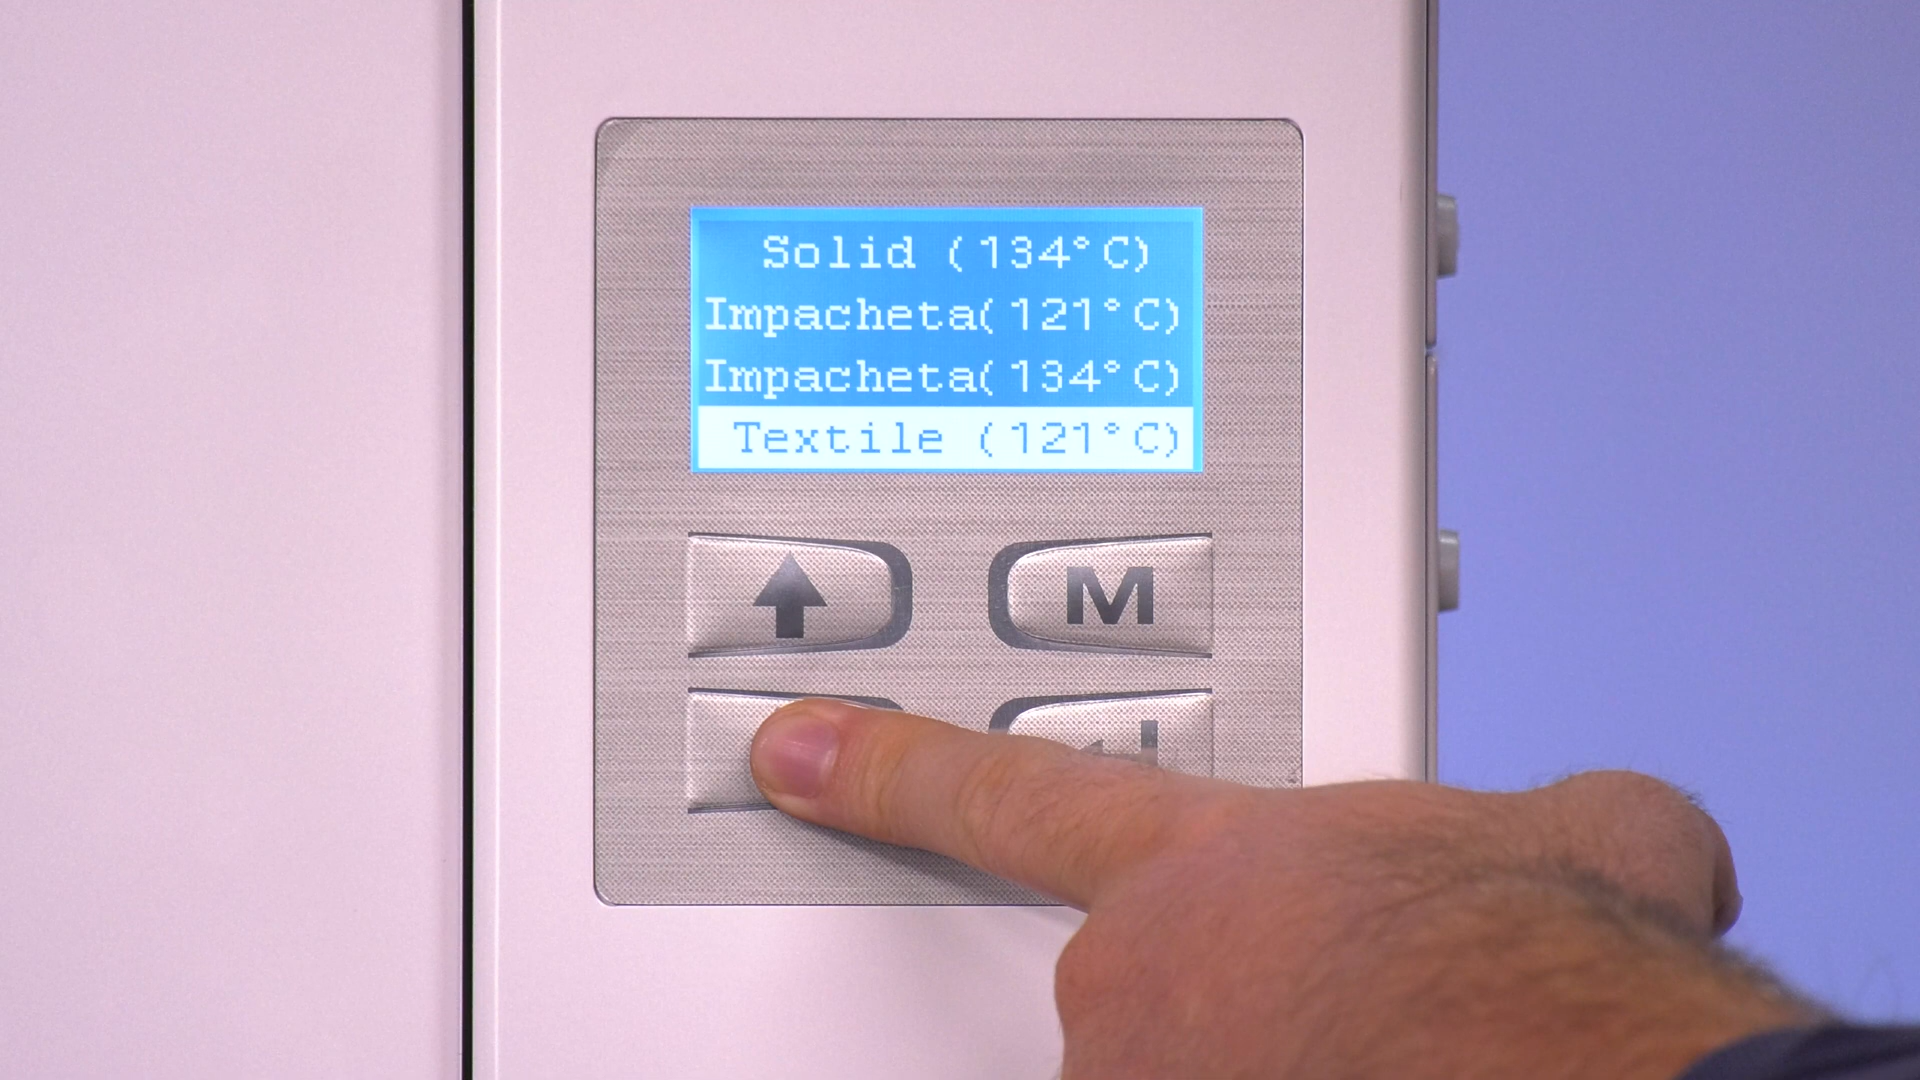 Solid (134°C)
Impacheta(121°C)
Impacheta(134°C)
Textile (121°C)
M